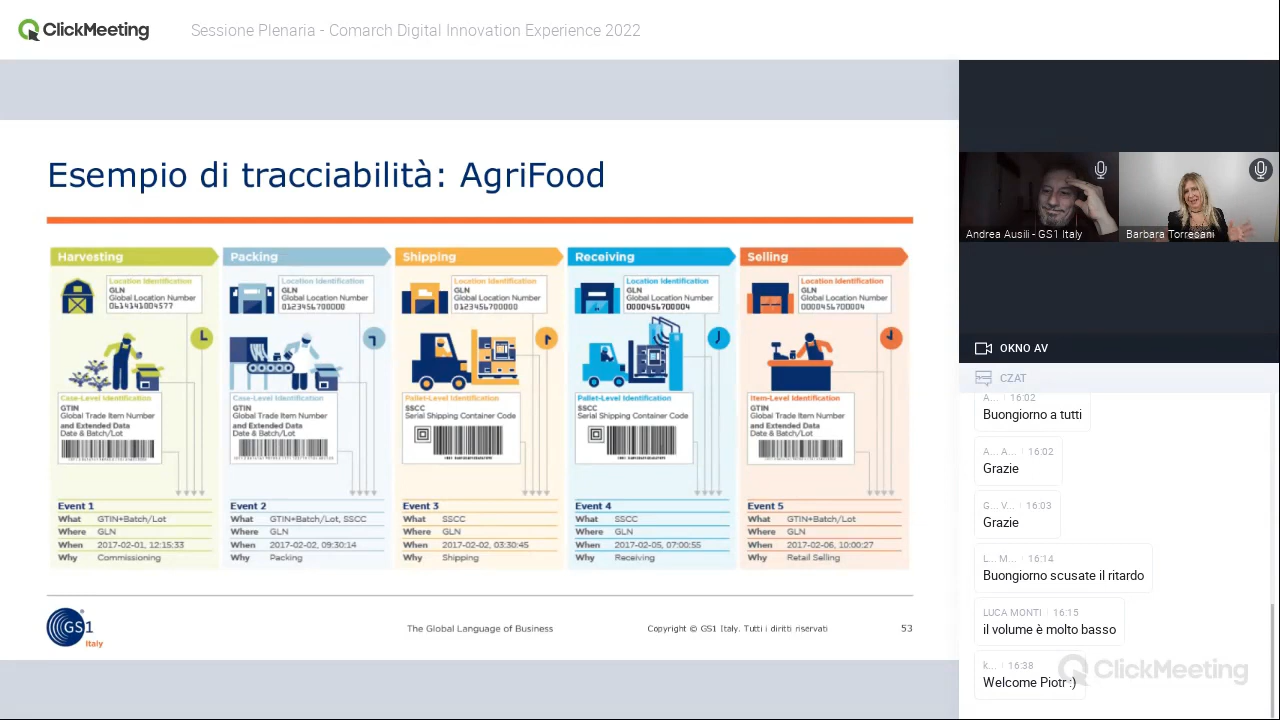 ClickMeeting
Sessione Plenaria - Comarch Digital Innovation Experience 2022
Esempio di tracciabilità: AgriFood
Harvesting
Location Identification
GLN
Global Location Number
Case-Level Identification
GTIN
Global Trade Item Number
and Extended Data
Date & Batch/Lot
Event 1
What GTIN+Batch/Lot
Where GLN
When 2017-02-01, 12:15:33
Why Commissioning
Packing
Location Identification
GLN
Global Location Number
0123456700000
Case-Level Identification
GTIN
Global Trade Item Number
and Extended Data
Date & Batch/Lot
Event 2
What GTIN+Batch/Lot, SSCC
Where GLN
When 2017-02-02, 09:30:14
Why Packing
Shipping
Location Identification
GLN
Global Location Number
0123456700000
Pallet-Level Identification
SSCC
Serial Shipping Container Code
Event 3
What SSCC
Where GLN
When 2017-02-02, 03:30:45
Why Shipping
Receiving
Location Identification
GLN
Global Location Number
0000456700004
Pallet-Level Identification
SSCC
Serial Shipping Container Code
Event 4
What SSCC
Where GLN
When 2017-02-05, 07:00:55
Why Receiving
Selling
Location Identification
GLN
Global Location Number
0000456700004
Item-Level Identification
GTIN
Global Trade Item Number
and Extended Data
Date & Batch/Lot
Event 5
What GTIN+Batch/Lot
Where GLN
When 2017-02-06, 10:00:27
Why Retail Selling
GS1
Italy
The Global Language of Business
Copyright © GS1 Italy. Tutti i diritti riservati
53
Andrea Ausili - GS1 Italy
Barbara Torresani
OKNO AV
CZAT
A... 16:02
Buongiorno a tutti
A... A... 16:02
Grazie
G... V... 16:03
Grazie
L... M... 16:14
Buongiorno scusate il ritardo
LUCA MONTI 16:15
il volume è molto basso
k... 16:38
Welcome Piotr :)
ClickMeeting